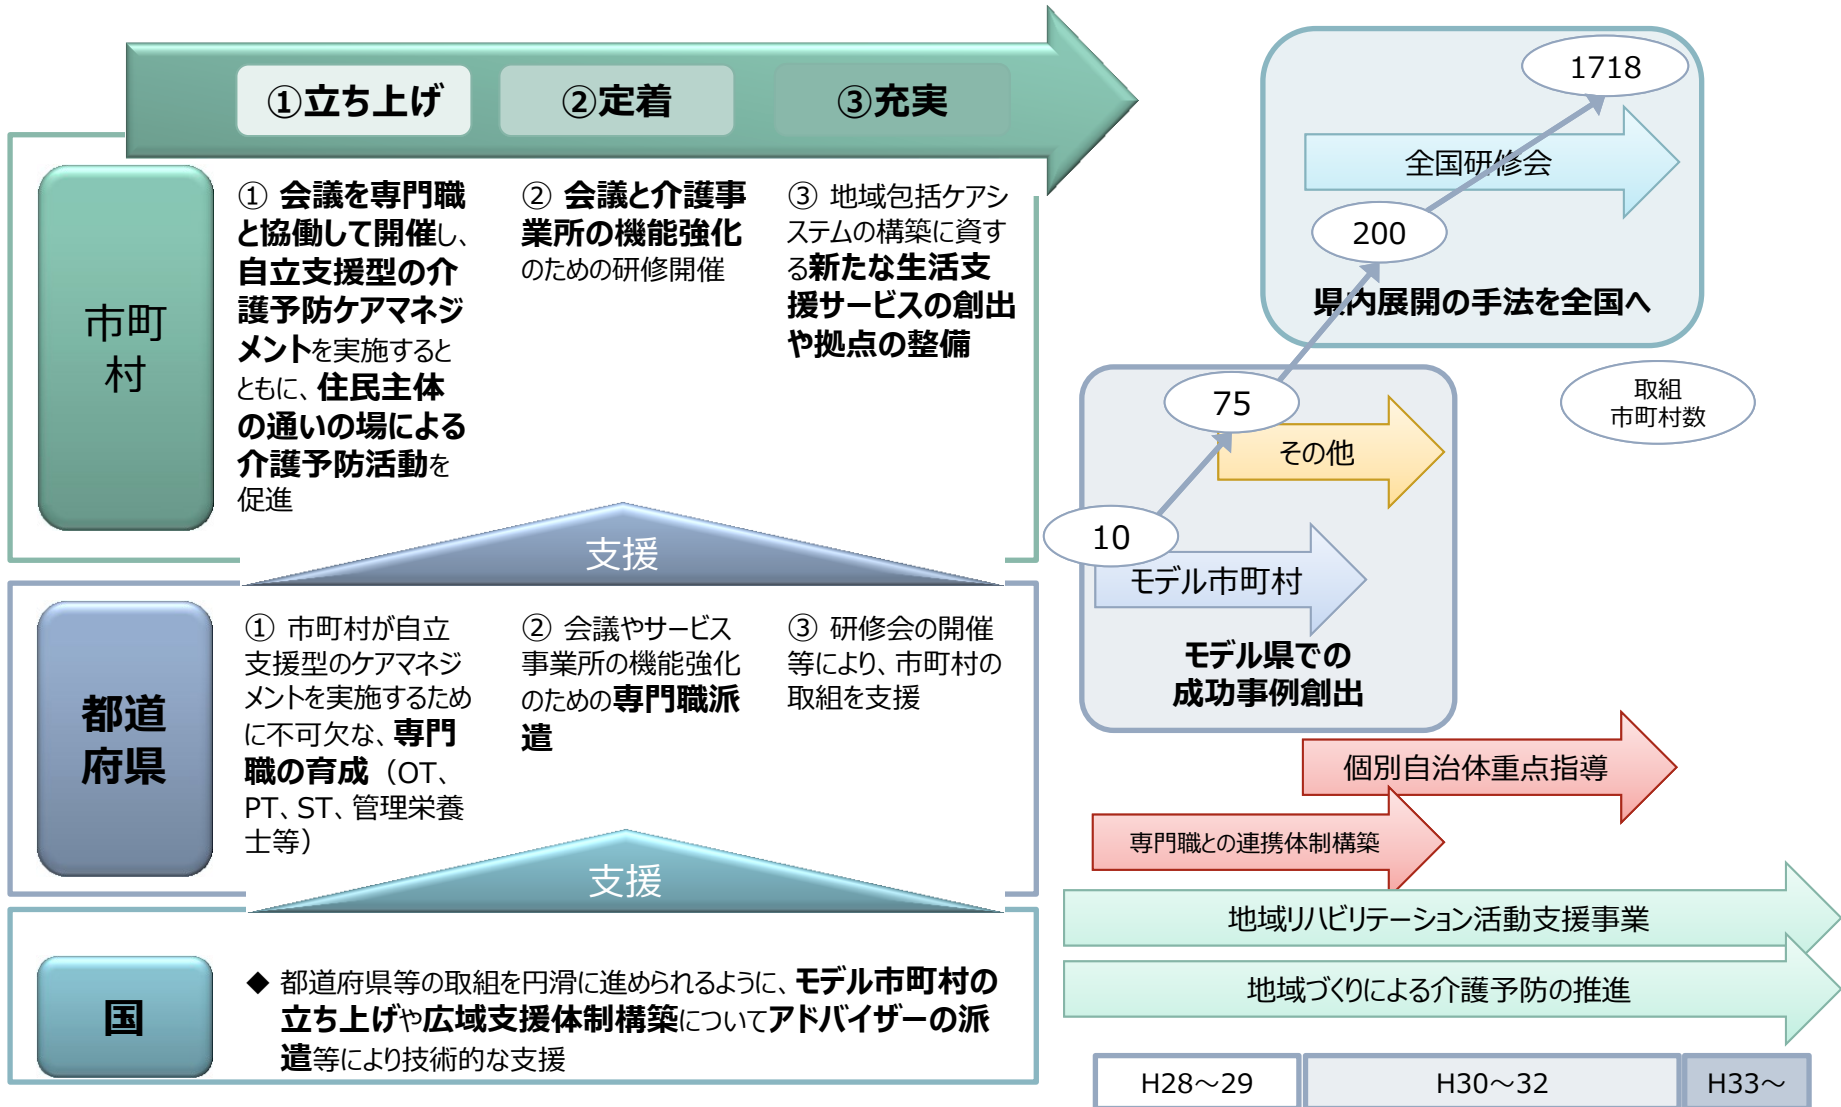 ①立ち上げ
②定着
③充実
市町
村
① 会議を専門職
と協働して開催し、
自立支援型の介
護予防ケアマネジ
メントを実施すると
ともに、住民主体
の通いの場による
介護予防活動を
促進
② 会議と介護事
業所の機能強化
のための研修開催
③ 地域包括ケアシ
ステムの構築に資す
る新たな生活支
援サービスの創出
や拠点の整備
支援
都道
府県
① 市町村が自立
支援型のケアマネジ
メントを実施するため
に不可欠な、専門
職の育成（OT、
PT、ST、管理栄養
士等）
② 会議やサービス
事業所の機能強化
のための専門職派
遣
③ 研修会の開催
等により、市町村の
取組を支援
支援
国
◆ 都道府県等の取組を円滑に進められるように、モデル市町村の
立ち上げや広域支援体制構築についてアドバイザーの派
遣等により技術的な支援
1718
全国研修会
200
県内展開の手法を全国へ
75
取組
市町村数
その他
10
モデル市町村
モデル県での
成功事例創出
個別自治体重点指導
専門職との連携体制構築
地域リハビリテーション活動支援事業
地域づくりによる介護予防の推進
H28～29
H30～32
H33～